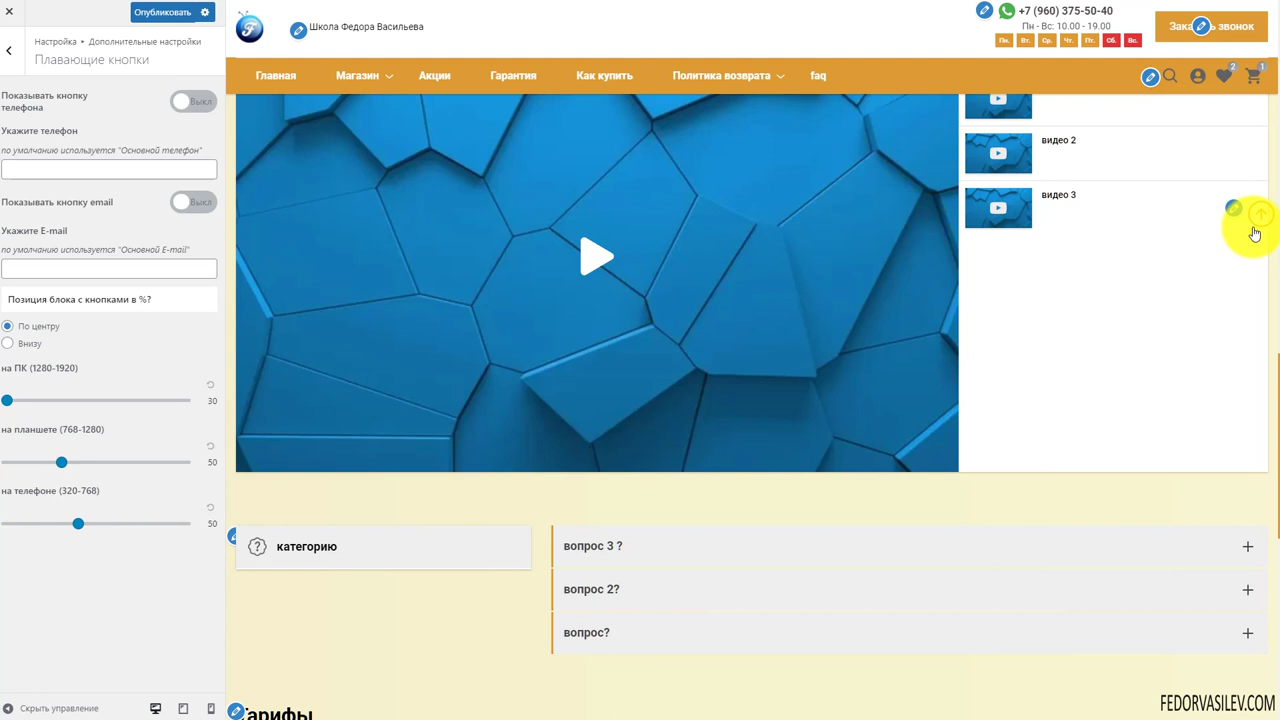 Опубликовать
Настройка • Дополнительные настройки
Плавающие кнопки
Показывать кнопку
телефона
Выкл
Укажите телефон
по умолчанию используется "Основной телефон"
Показывать кнопку email
Выкл
Укажите E-mail
по умолчанию используется "Основной E-mail"
Позиция блока с кнопками в %?
По центру
Внизу
на ПК (1280-1920)
30
на планшете (768-1280)
50
на телефоне (320-768)
50
Скрыть управление
Школа Федора Васильева
+7 (960) 375-50-40
Пн - Вс: 10.00 - 19.00
Пн. Вт. Ср. Чт. Пт. Сб. Вс.
звонок
Главная Магазин Акции Гарантия Как купить Политика возврата faq
2 1
видео 2
видео 3
категорию
вопрос 3 ?
вопрос 2?
вопрос?
Тарифы
FEDORVASILEV.COM